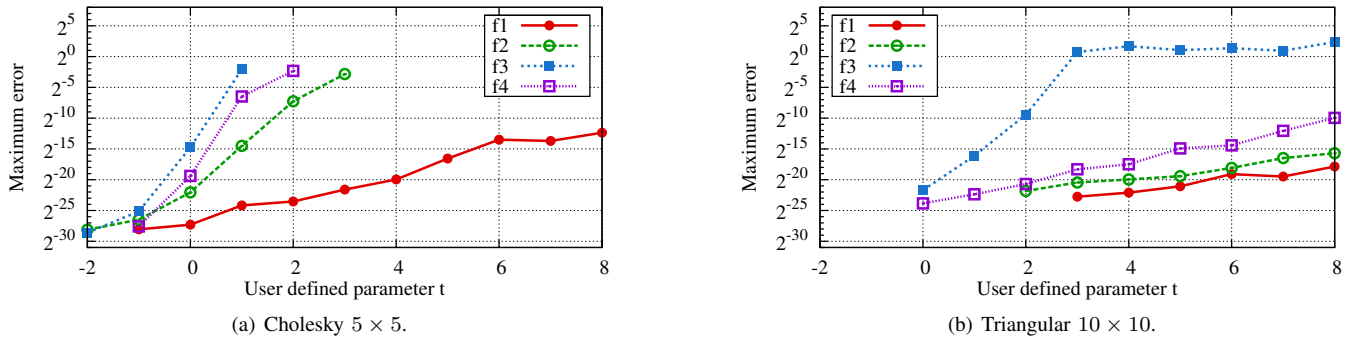 2^5
2^0
2^-5
2^-10
2^-15
2^-20
2^-25
2^-30
Maximum error
-2
0
2
4
6
8
User defined parameter t
f1
f2
f3
f4
(a) Cholesky 5 × 5.
2^5
2^0
2^-5
2^-10
2^-15
2^-20
2^-25
2^-30
Maximum error
-2
0
2
4
6
8
User defined parameter t
f1
f2
f3
f4
(b) Triangular 10 × 10.